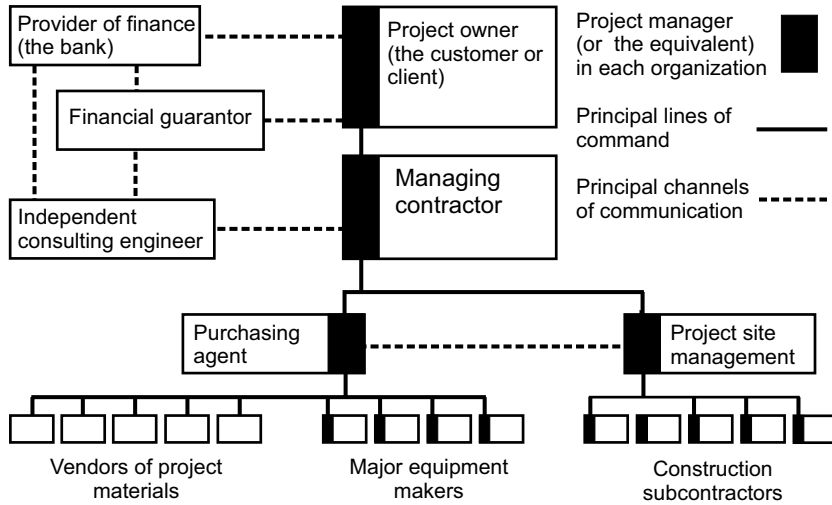 Provider of finance
(the bank)
Project owner
(the customer or
client)
Project manager
(or the equivalent)
in each organization
Financial guarantor
Principal lines of
command
Managing
contractor
Principal channels
of communication
Independent
consulting engineer
Purchasing
agent
Project site
management
Vendors of project
materials
Major equipment
makers
Construction
subcontractors